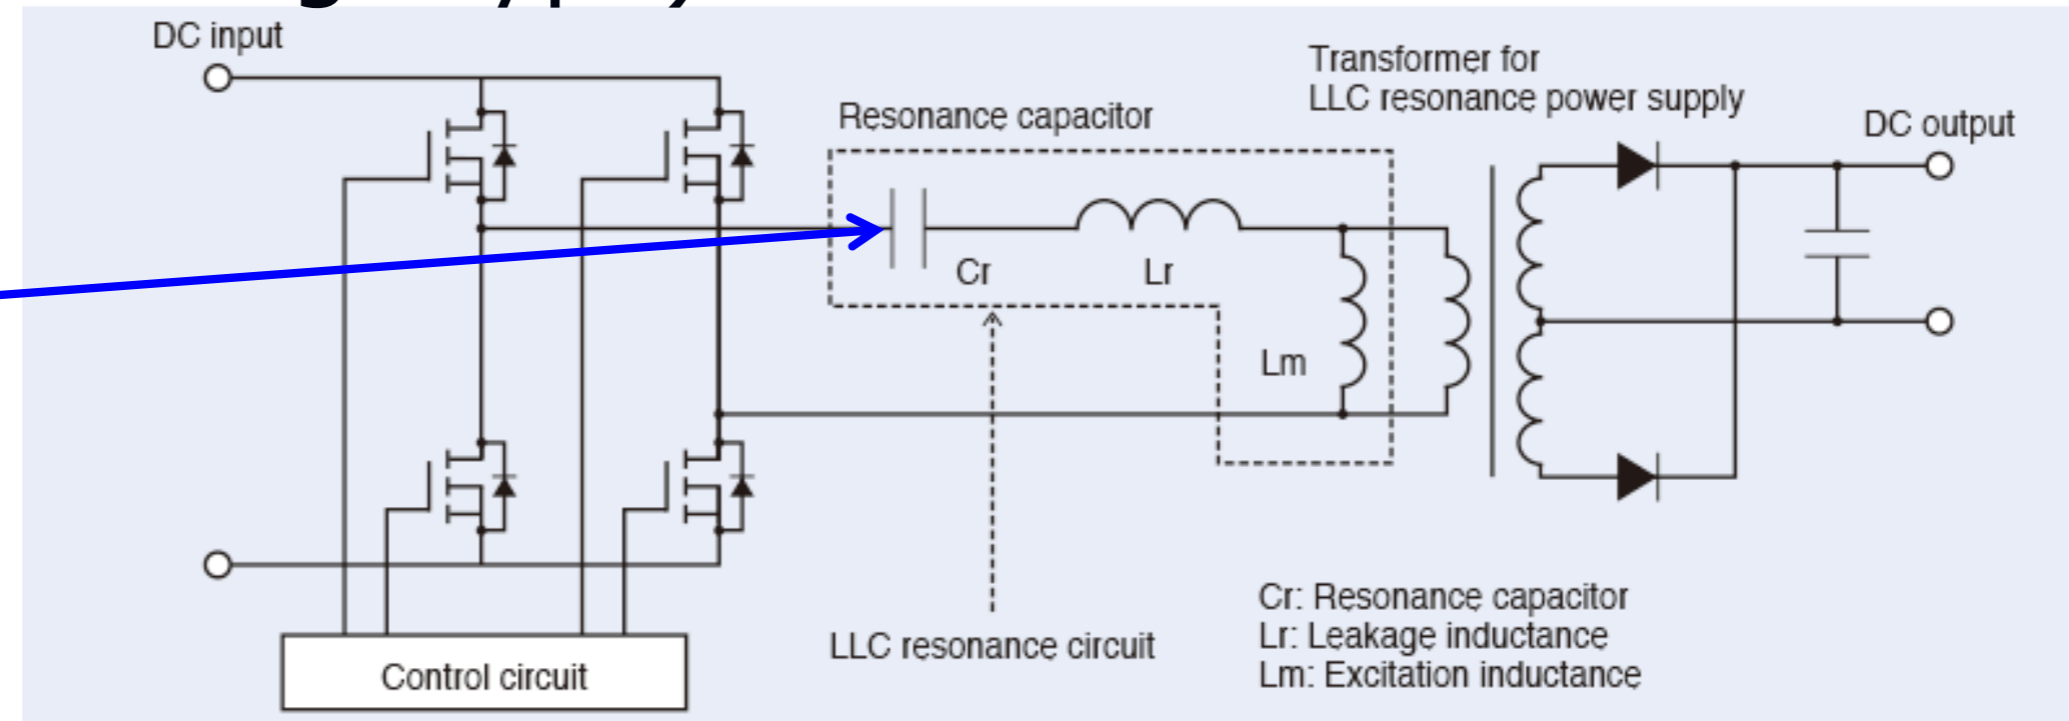 DC input
Transformer for
LLC resonance power supply
Resonance capacitor
DC output
Cr
Lr
Lm
Cr: Resonance capacitor
LLC resonance circuit
Lr: Leakage inductance
Control circuit
Lm: Excitation inductance